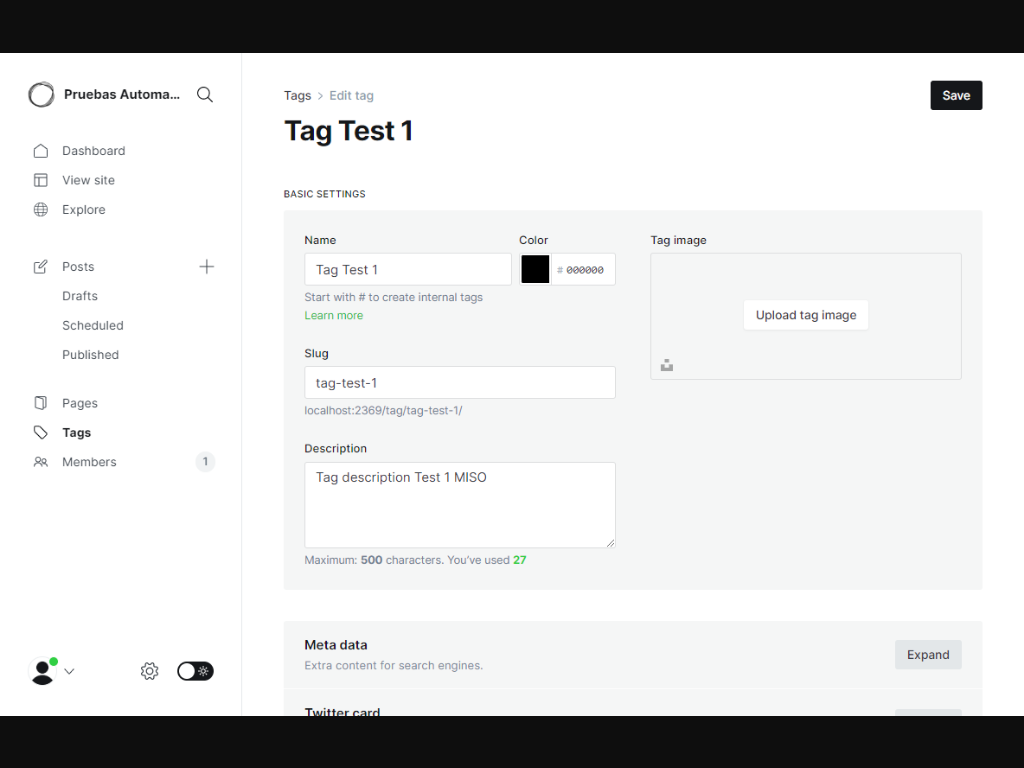 Pruebas Automa...
Dashboard
View site
Explore
Posts
Drafts
Scheduled
Published
Pages
Tags
Members 1
Tags > Edit tag
Save
Tag Test 1
BASIC SETTINGS
Name
Tag Test 1
Start with # to create internal tags
Learn more
Color
# 000000
Slug
tag-test-1
localhost:2369/tag/tag-test-1/
Description
Tag description Test 1 MISO
Maximum: 500 characters. You've used 27
Tag image
Upload tag image
Meta data
Extra content for search engines.
Expand
Twitter card